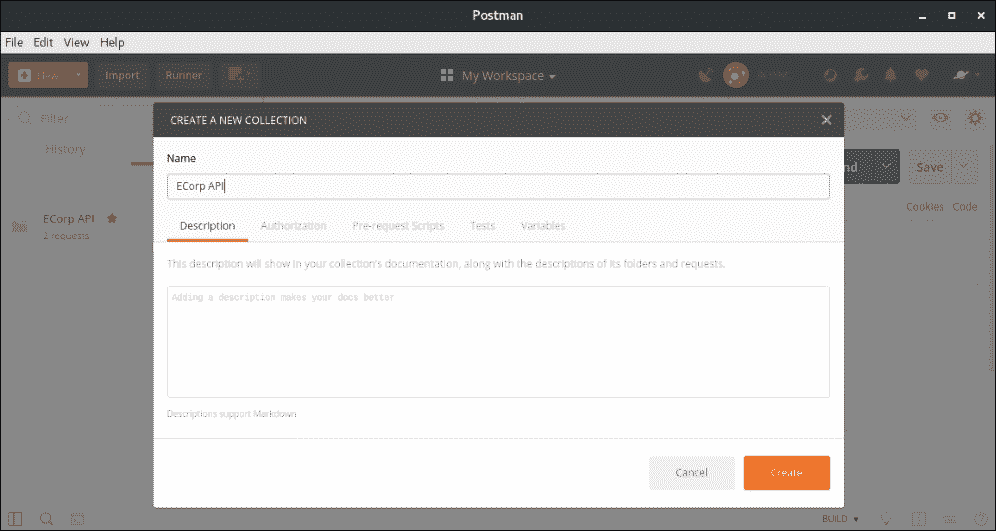 Postman
File Edit View Help
Import Runner My Workspace
Filter
History
Save
Cookies Code
ECorp API
2 requests
CREATE A NEW COLLECTION
Name
ECorp API
Description Authorization Pre-request Scripts Tests Variables
This description will show in your collection's documentation, along with the descriptions of its folders and requests.
Adding a description makes your docs better
Descriptions support Markdown
Cancel Create
BUILD